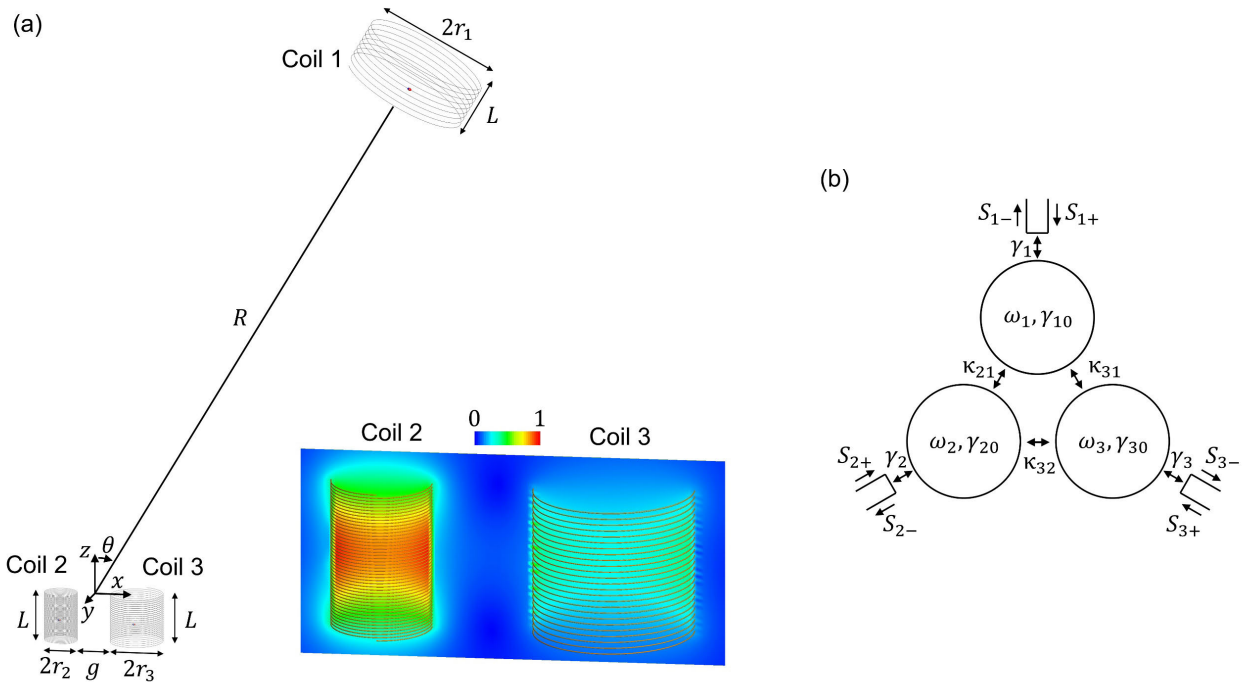 (a)
Coil 1
2r₁
L
R
Coil 2
0
1
Coil 3
Coil 2
z
θ
Coil 3
x
y
L
L
2r₂
g
2r₃
(b)
S₁₋
S₁₊
γ₁
ω₁, γ₁₀
κ₂₁
κ₃₁
ω₂, γ₂₀
κ₃₂
ω₃, γ₃₀
S₂₊
γ₂
S₂₋
γ₃
S₃₋
S₃₊